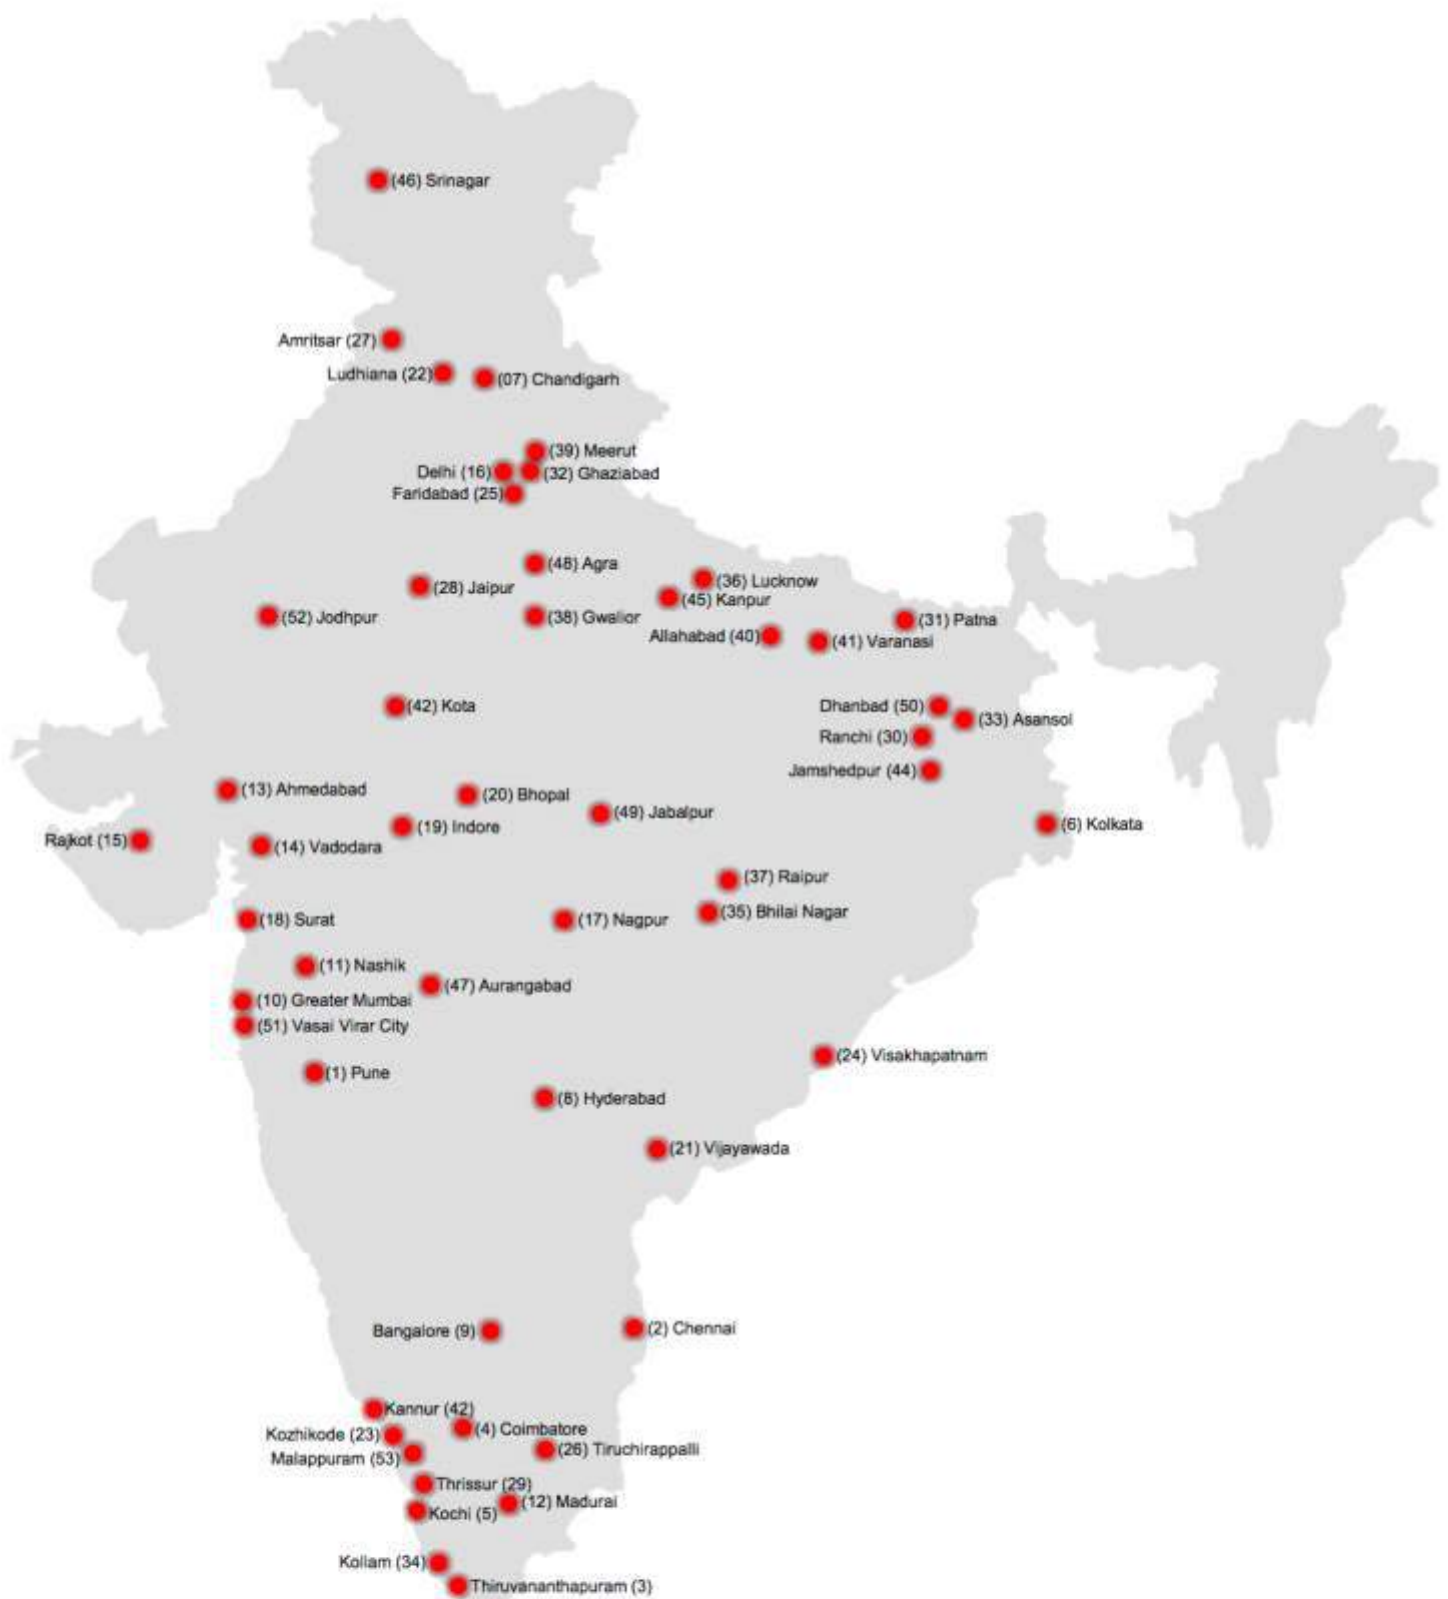 (46) Srinagar
Amritsar (27)
Ludhiana (22)
(07) Chandigarh
(39) Meerut
Delhi (16)
(32) Ghaziabad
Faridabad (25)
(48) Agra
(36) Lucknow
(28) Jaipur
(45) Kanpur
(52) Jodhpur
(38) Gwalior
(31) Patna
Allahabad (40)
(41) Varanasi
(42) Kota
Dhanbad (50)
(33) Asansol
Ranchi (30)
Jamshedpur (44)
(13) Ahmedabad
(20) Bhopal
(49) Jabalpur
(19) Indore
(6) Kolkata
Rajkot (15)
(14) Vadodara
(37) Raipur
(35) Bhilai Nagar
(18) Surat
(17) Nagpur
(11) Nashik
(47) Aurangabad
(10) Greater Mumbai
(51) Vasai Virar City
(24) Visakhapatnam
(1) Pune
(8) Hyderabad
(21) Vijayawada
Bangalore (9)
(2) Chennai
Kannur (42)
(4) Coimbatore
Kozhikode (23)
(26) Tiruchirappalli
Malappuram (53)
Thrissur (29)
(12) Madurai
Kochi (5)
Kollam (34)
Thiruvananthapuram (3)